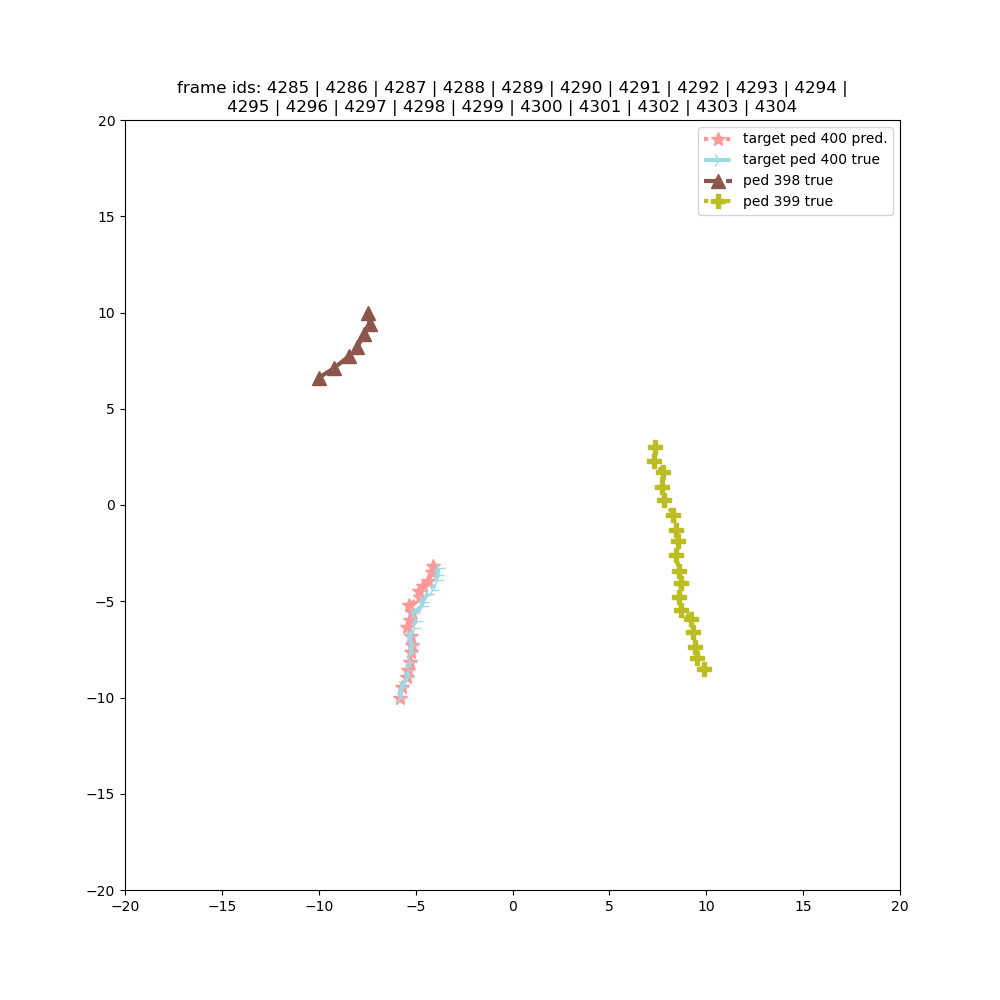 frame ids: 4285 | 4286 | 4287 | 4288 | 4289 | 4290 | 4291 | 4292 | 4293 | 4294 |
4295 | 4296 | 4297 | 4298 | 4299 | 4300 | 4301 | 4302 | 4303 | 4304
target ped 400 pred.
target ped 400 true
ped 398 true
ped 399 true
20
15
10
5
0
−5
−10
−15
−20
−20 −15 −10 −5 0 5 10 15 20